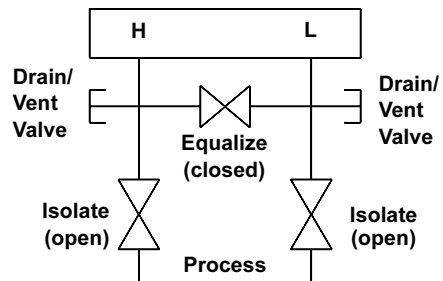 H
L
Drain/
Vent
Valve
Drain/
Vent
Valve
Equalize
(closed)
Isolate
(open)
Isolate
(open)
Process